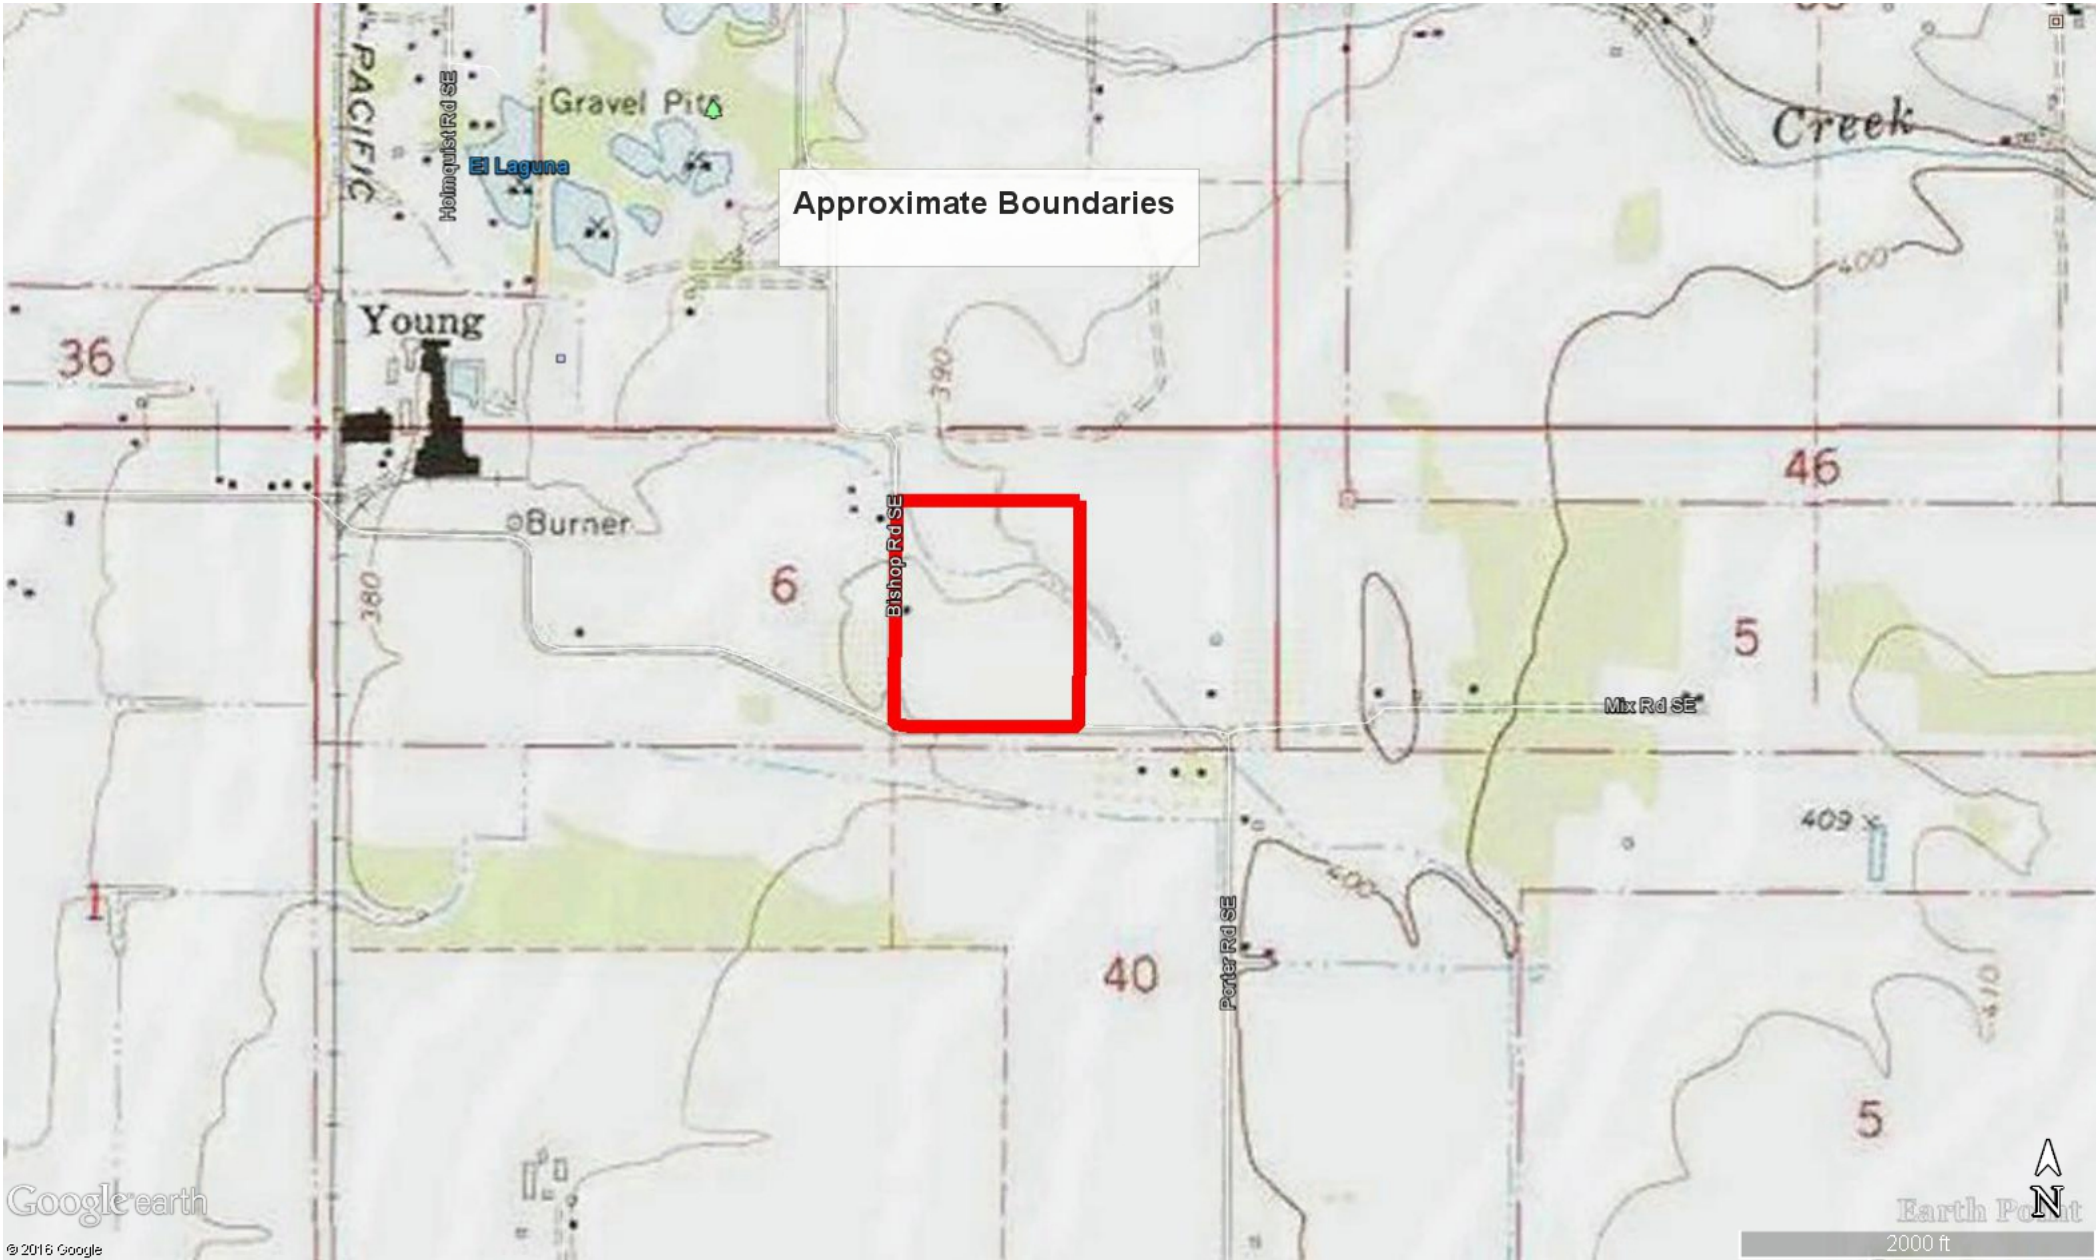 PACIFIC
Holmquist Rd SE
Gravel Pits
El Laguna
Creek
Approximate Boundaries
400
Young
36
390
46
Burner
Bishop Rd SE
6
380
5
Mix Rd SE
409
400
1
Porter Rd SE
40
410
5
Google earth
Earth Point
N
2000 ft
© 2016 Google